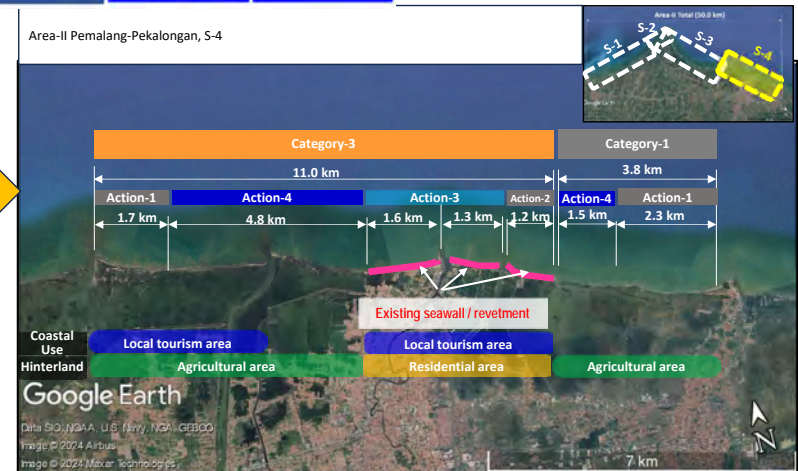 Area-II Pemalang-Pekalongan, S-4
Area-II Total (50.0 km)
S-1
S-2
S-3
S-4
Google Earth
Category-3
Category-1
11.0 km
3.8 km
Action-1
Action-4
Action-3
Action-2
Action-4
Action-1
1.7 km
4.8 km
1.6 km
1.3 km
1.2 km
1.5 km
2.3 km
Existing seawall / revetment
Coastal
Use
Local tourism area
Local tourism area
Hinterland
Agricultural area
Residential area
Agricultural area
Google Earth
Data SIO, NOAA, U.S. Navy, NGA, GEBCO
Image © 2024 Airbus
Image © 2024 Maxar Technologies
7 km
N